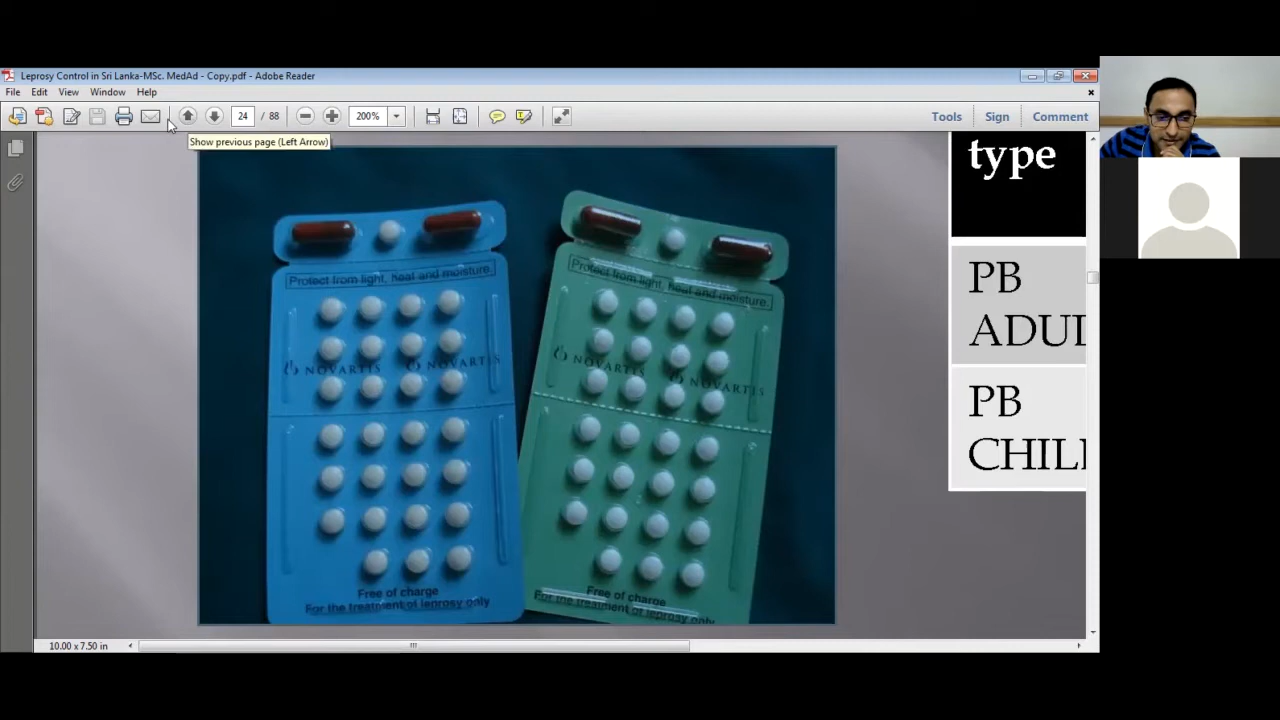 Leprosy Control in Sri Lanka-MSc. MedAd - Copy.pdf - Adobe Reader
File Edit View Window Help
24 / 88 200% Tools Sign Comment
Show previous page (Left Arrow)
type
PB
ADUL
PB
CHIL
Protect from light, heat and moisture.
NOVARTIS NOVARTIS
Free of charge
For the treatment of leprosy only
Protect from light, heat and moisture.
NOVARTIS NOVARTIS
Free of charge
For the treatment of leprosy only
10.00 x 7.50 in